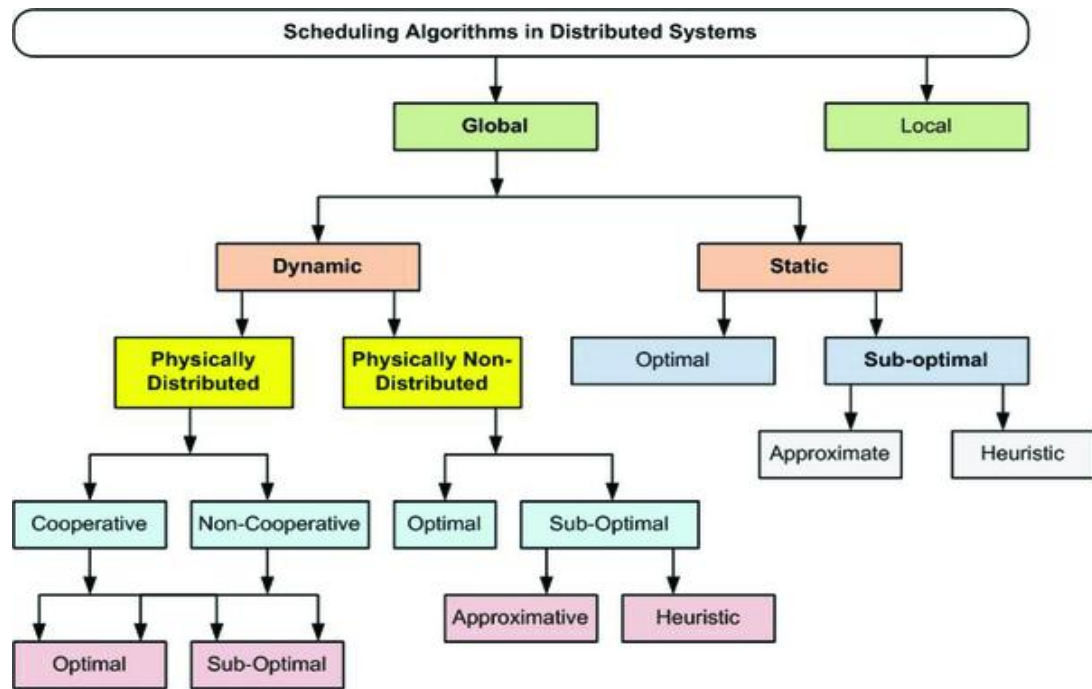 Scheduling Algorithms in Distributed Systems
Global
Local
Dynamic
Static
Physically
Distributed
Physically Non-
Distributed
Optimal
Sub-optimal
Approximate
Heuristic
Cooperative
Non-Cooperative
Optimal
Sub-Optimal
Approximative
Heuristic
Optimal
Sub-Optimal